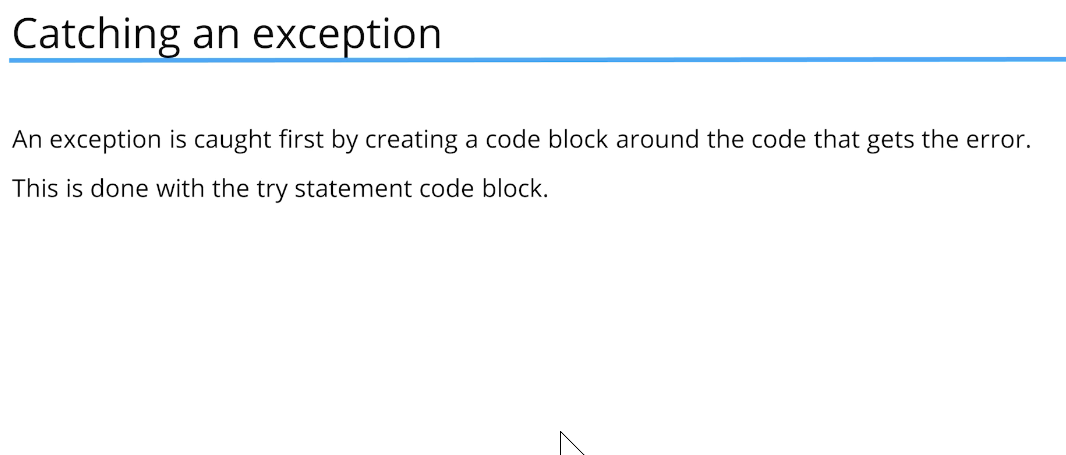 Catching an exception
An exception is caught first by creating a code block around the code that gets the error.
This is done with the try statement code block.